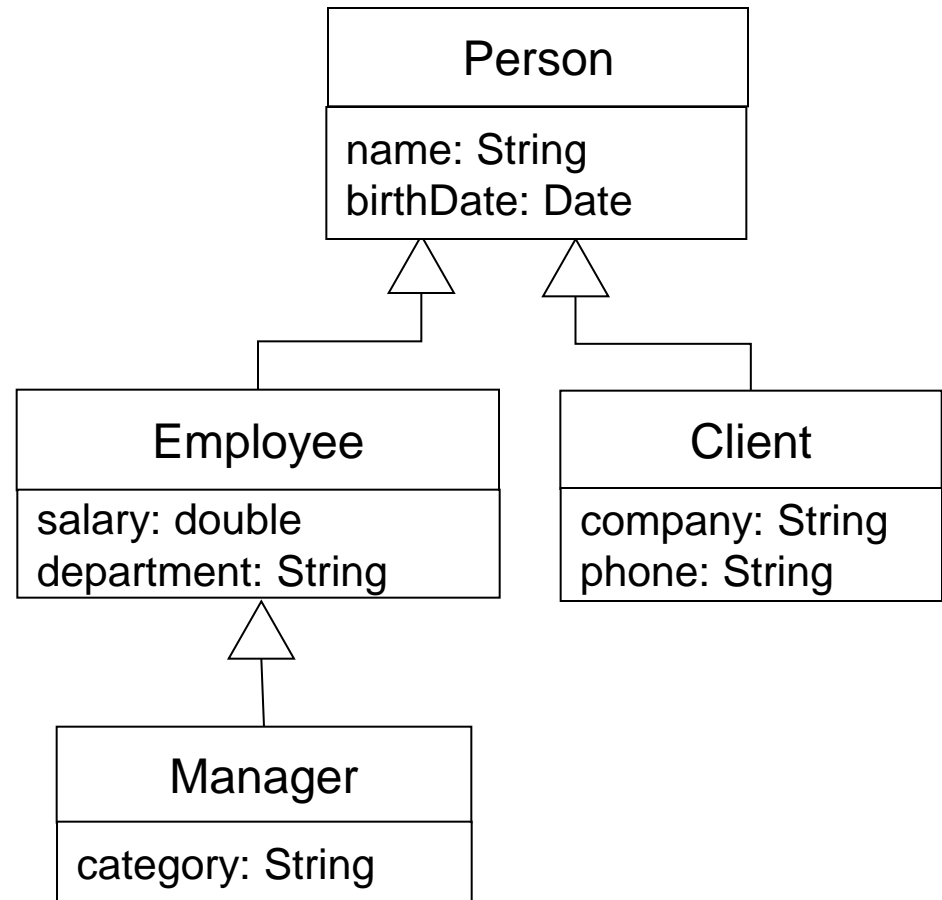 Person
name: String
birthDate: Date
Employee
salary: double
department: String
Client
company: String
phone: String
Manager
category: String